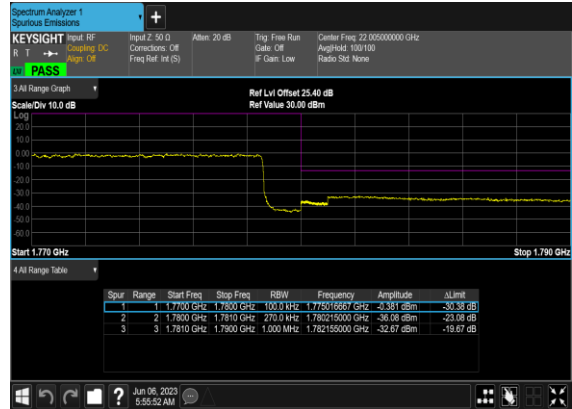 Spectrum Analyzer 1
Spurious Emissions
KEYSIGHT Input: RF Input Z: 50 Ω Atten: 20 dB Trig: Free Run Center Freq: 22.005000000 GHz
R T Coupling: DC Corrections: Off Gate: Off Avg|Hold: 100/100
Align: Off Freq Ref: Int (S) IF Gain: Low Radio Std: None
PASS
3 All Range Graph
Ref Lvl Offset 25.40 dB
Scale/Div 10.0 dB Ref Value 30.00 dBm
Log
20.0
10.0
0.00
-10.0
-20.0
-30.0
-40.0
-50.0
-60.0
Start 1.770 GHz Stop 1.790 GHz
4 All Range Table
Spur Range Start Freq Stop Freq RBW Frequency Amplitude ΔLimit
1 1 1.7700 GHz 1.7800 GHz 100.0 kHz 1.775016667 GHz -0.381 dBm -30.38 dB
2 2 1.7800 GHz 1.7810 GHz 270.0 kHz 1.780215000 GHz -36.08 dBm -23.08 dB
3 3 1.7810 GHz 1.7900 GHz 1.000 MHz 1.782155000 GHz -32.67 dBm -19.67 dB
? Jun 06, 2023
5:55:52 AM